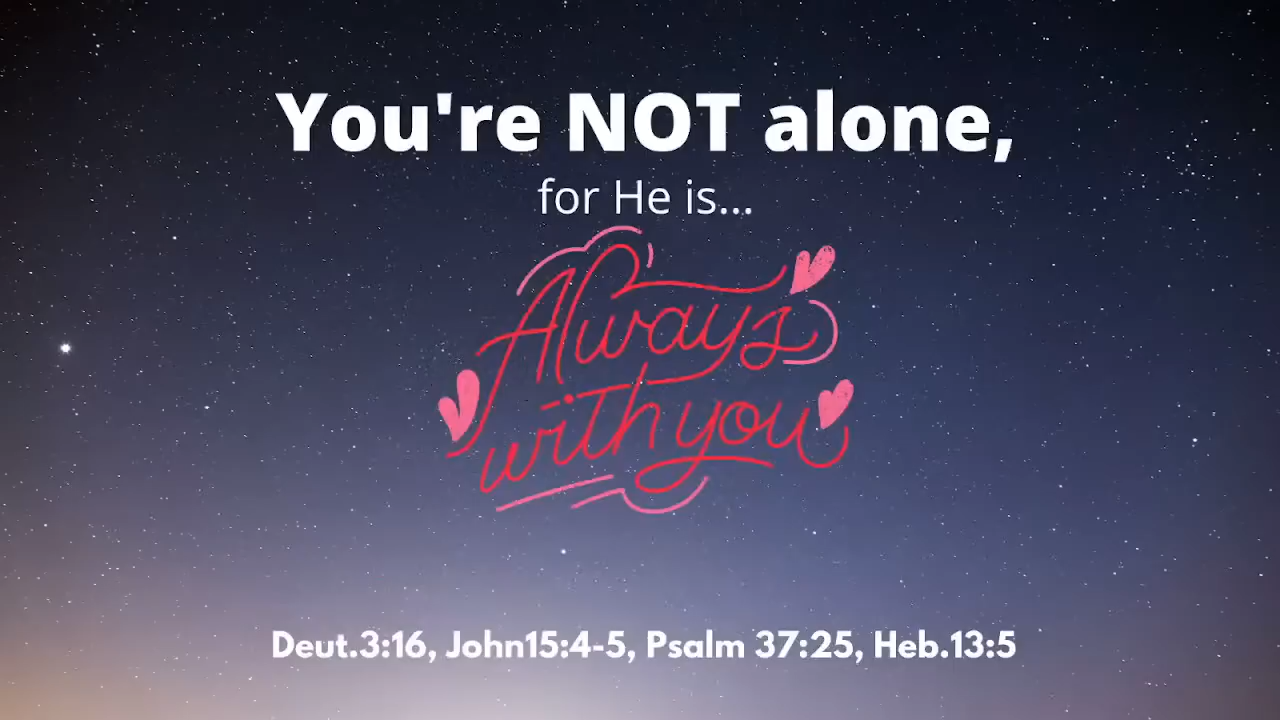 You're NOT alone,
for He is...
Always
with you
Deut.3:16, John15:4-5, Psalm 37:25, Heb.13:5